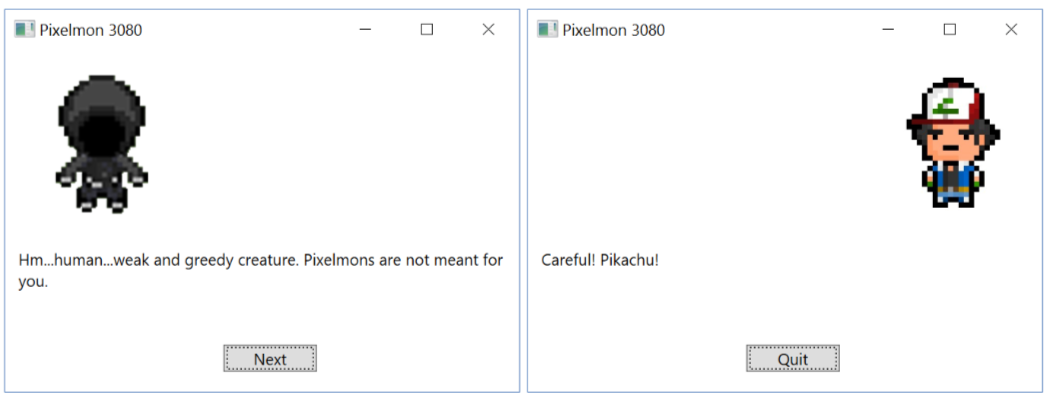 Pixelmon 3080
Hm...human...weak and greedy creature. Pixelmons are not meant for
you.
Next
Pixelmon 3080
Careful! Pikachu!
Quit